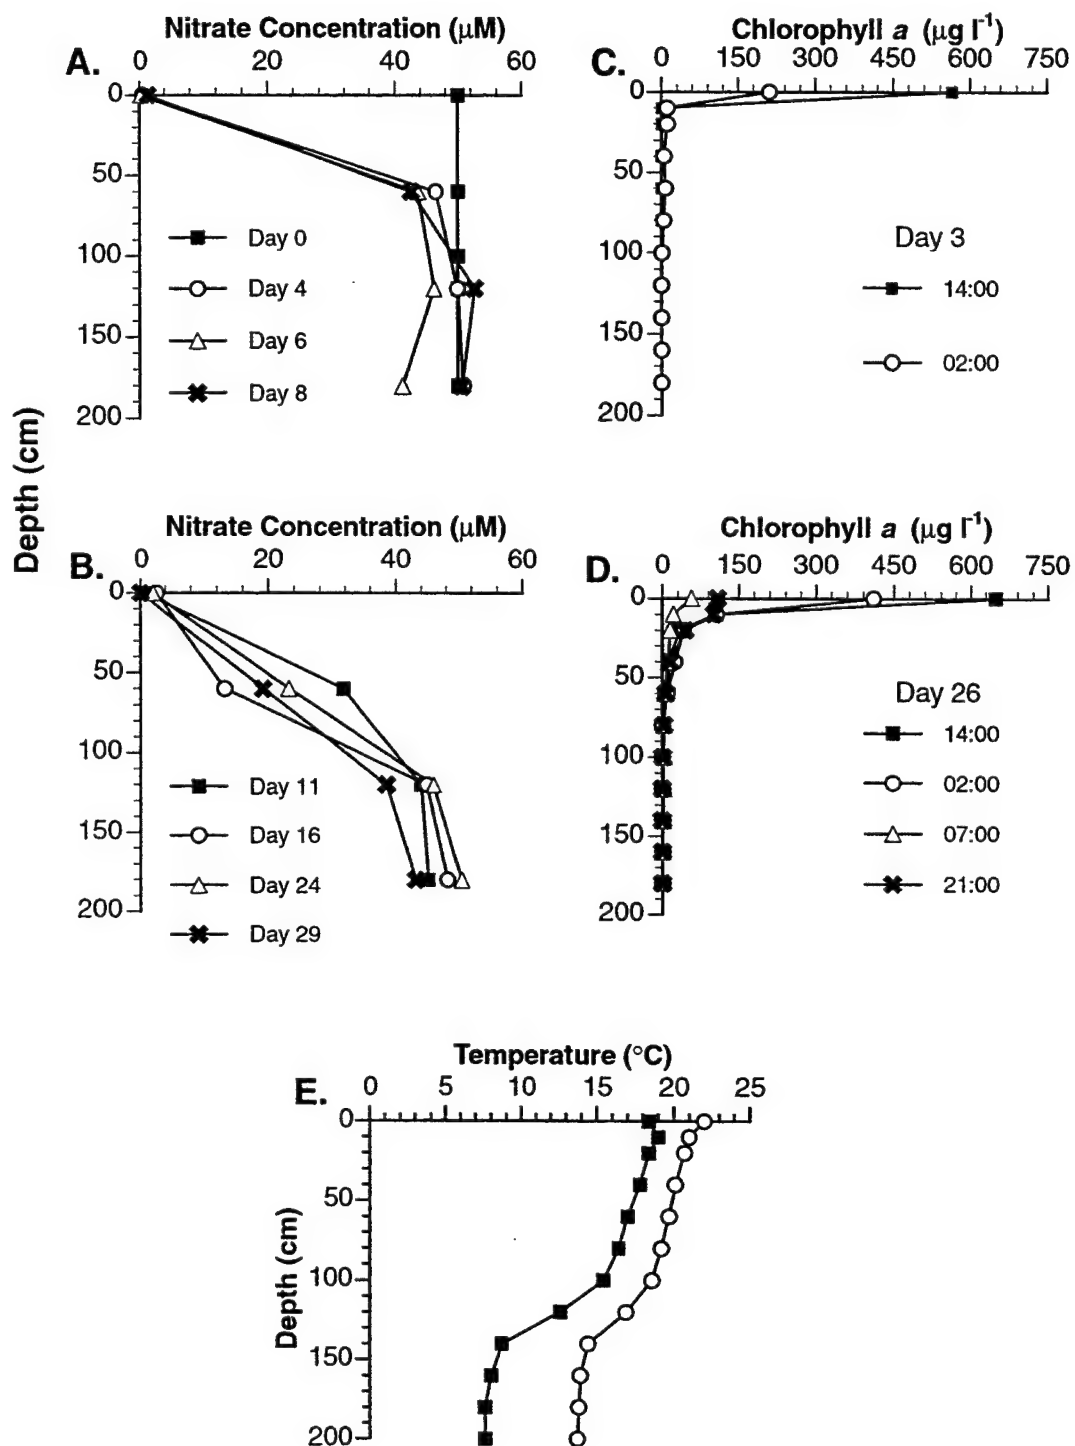 Nitrate Concentration (μM)
A.
0 20 40 60
0
50
100
150
200
Day 0
Day 4
Day 6
Day 8
Chlorophyll a (μg l⁻¹)
C.
0 150 300 450 600 750
0
50
100
150
200
Day 3
14:00
02:00
Depth (cm)
Nitrate Concentration (μM)
B.
0 20 40 60
0
50
100
150
200
Day 11
Day 16
Day 24
Day 29
Chlorophyll a (μg l⁻¹)
D.
0 150 300 450 600 750
0
50
100
150
200
Day 26
14:00
02:00
07:00
21:00
Temperature (°C)
E.
0 5 10 15 20 25
0
50
100
150
200
Depth (cm)